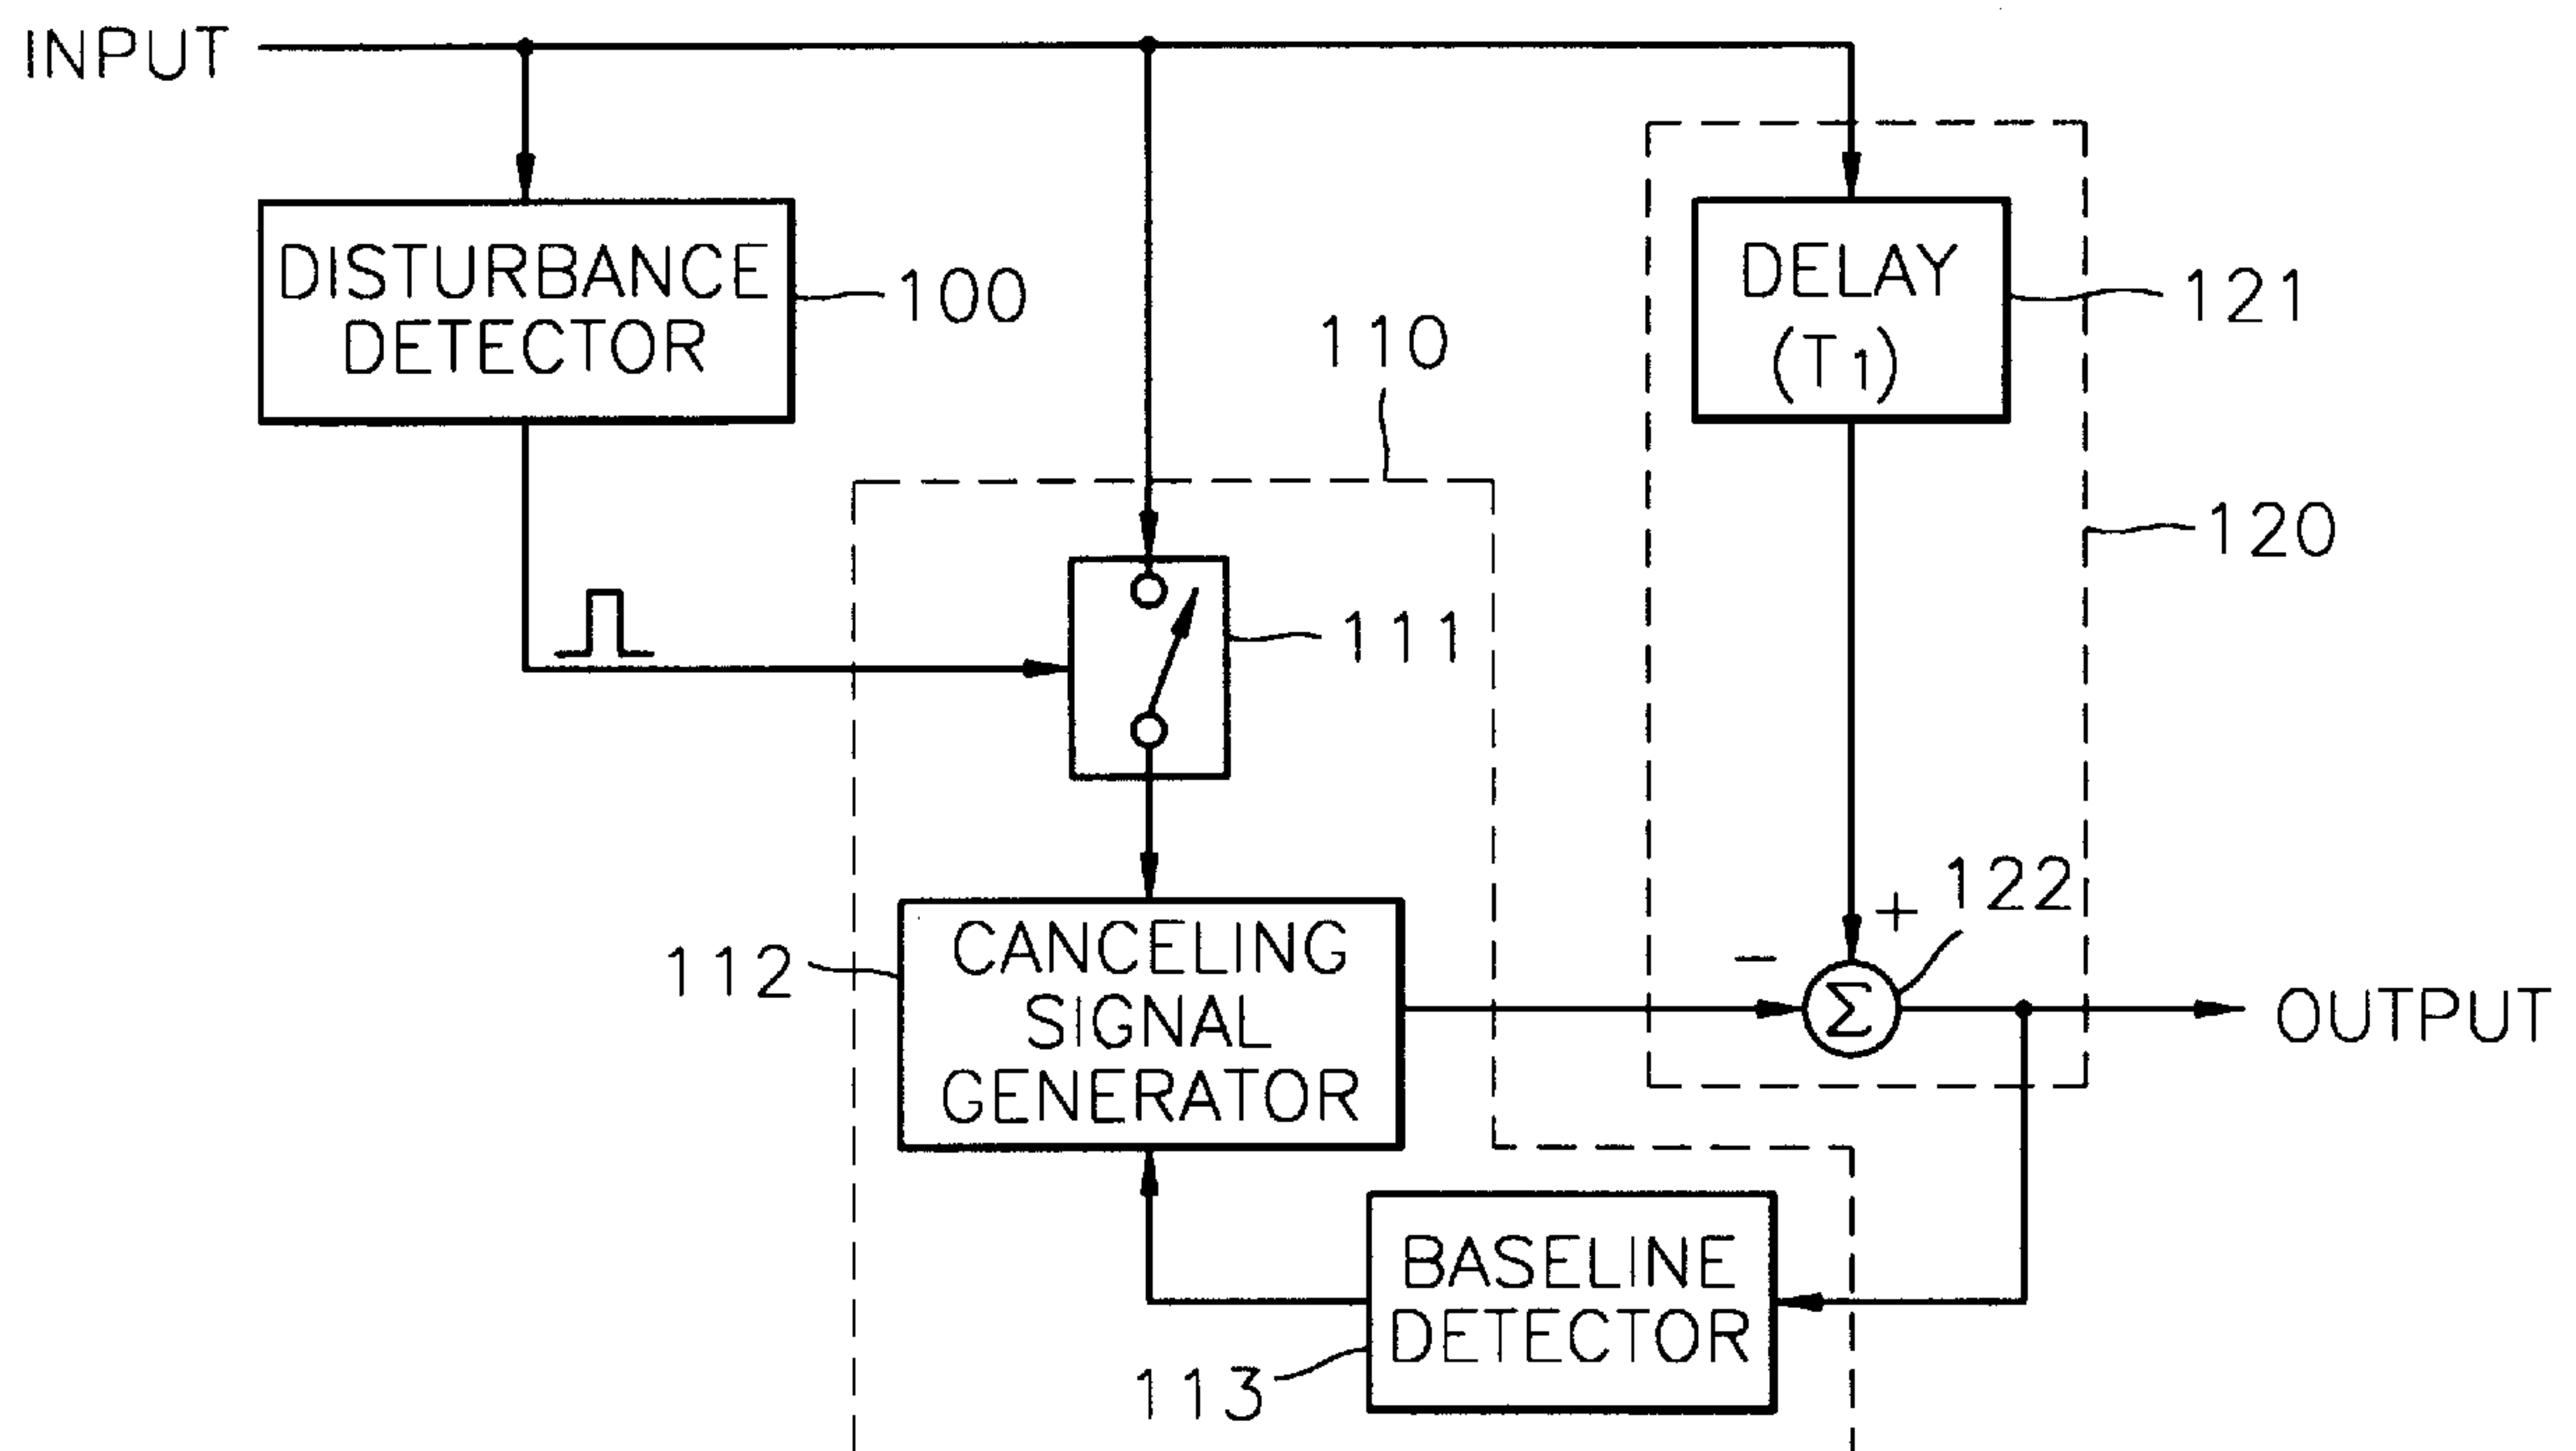 INPUT
DISTURBANCE
DETECTOR
100
DELAY
(T1)
121
110
120
111
122
+
−
112
CANCELING
SIGNAL
GENERATOR
Σ
OUTPUT
BASELINE
DETECTOR
113